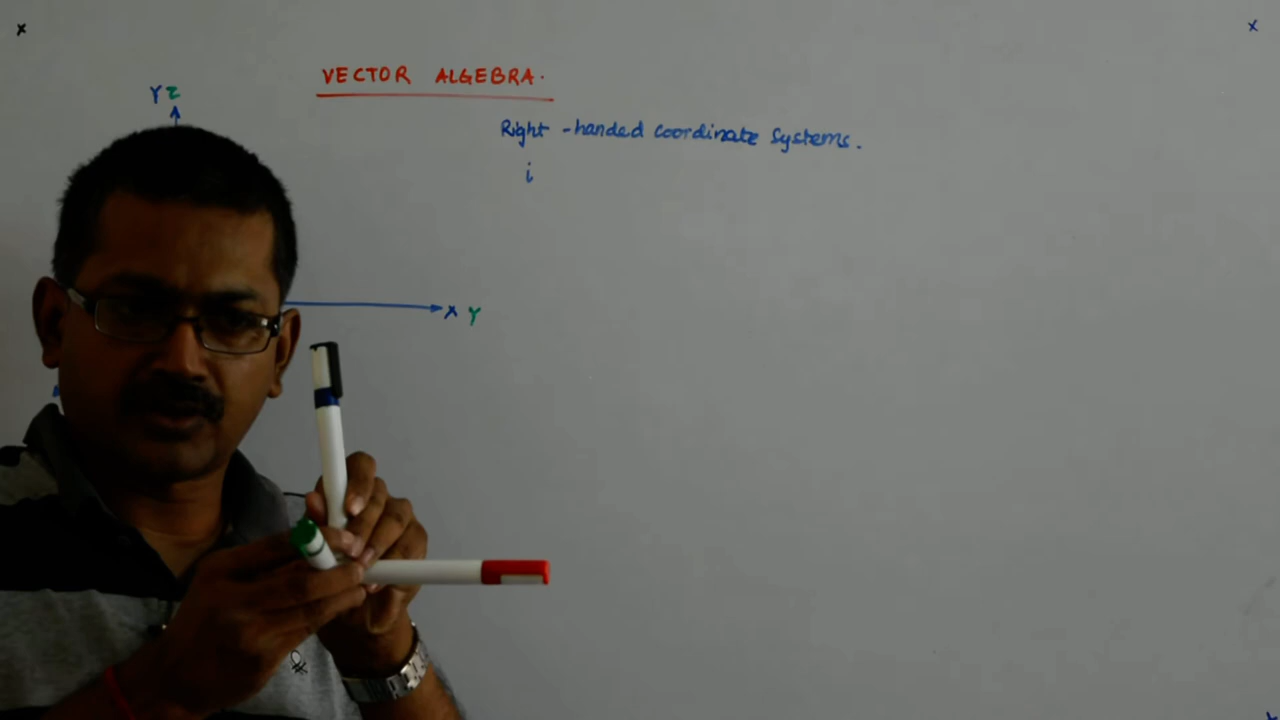 x
x
VECTOR ALGEBRA.
Y Z
Right-handed coordinate systems.
i
X Y